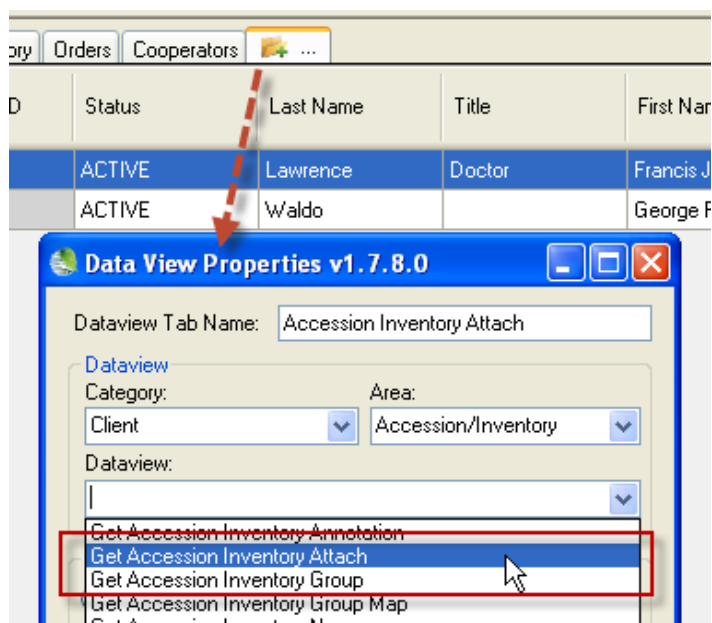 ory Orders Cooperators ...
D Status Last Name Title First Nam
ACTIVE Lawrence Doctor Francis J
ACTIVE Waldo George F
Data View Properties v1.7.8.0
Dataview Tab Name: Accession Inventory Attach
Dataview
Category: Area:
Client Accession/Inventory
Dataview:
Get Accession Inventory Annotation
Get Accession Inventory Attach
Get Accession Inventory Group
Get Accession Inventory Group Map